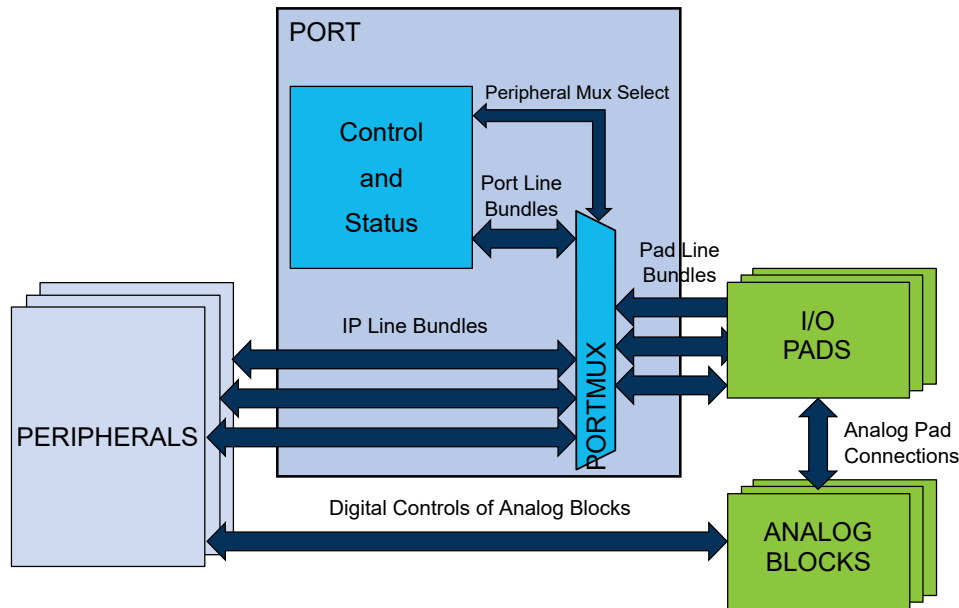 PORT
Peripheral Mux Select
Control
and
Status
Port Line
Bundles
Pad Line
Bundles
IP Line Bundles
PORTMUX
I/O
PADS
PERIPHERALS
Analog Pad
Connections
Digital Controls of Analog Blocks
ANALOG
BLOCKS